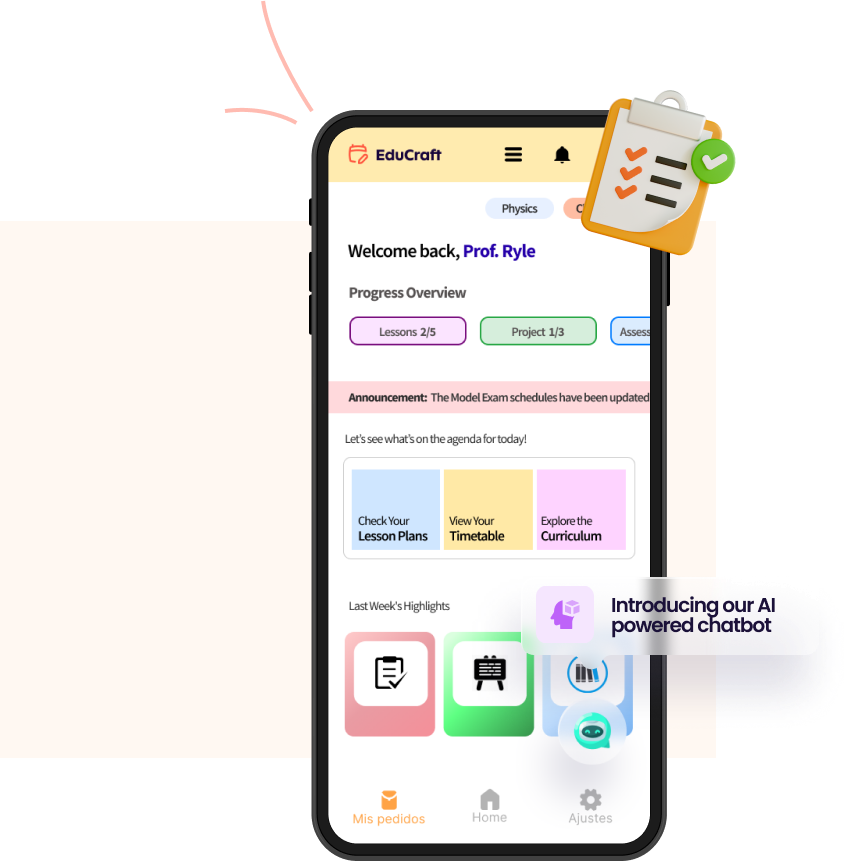 EduCraft
Physics
Welcome back, Prof. Ryle
Progress Overview
Lessons 2/5
Project 1/3
Announcement: The Model Exam schedules have been updated
Let's see what's on the agenda for today!
Check Your
Lesson Plans
View Your
Timetable
Explore the
Curriculum
Last Week's Highlights
Introducing our AI
powered chatbot
Mis pedidos
Home
Ajustes